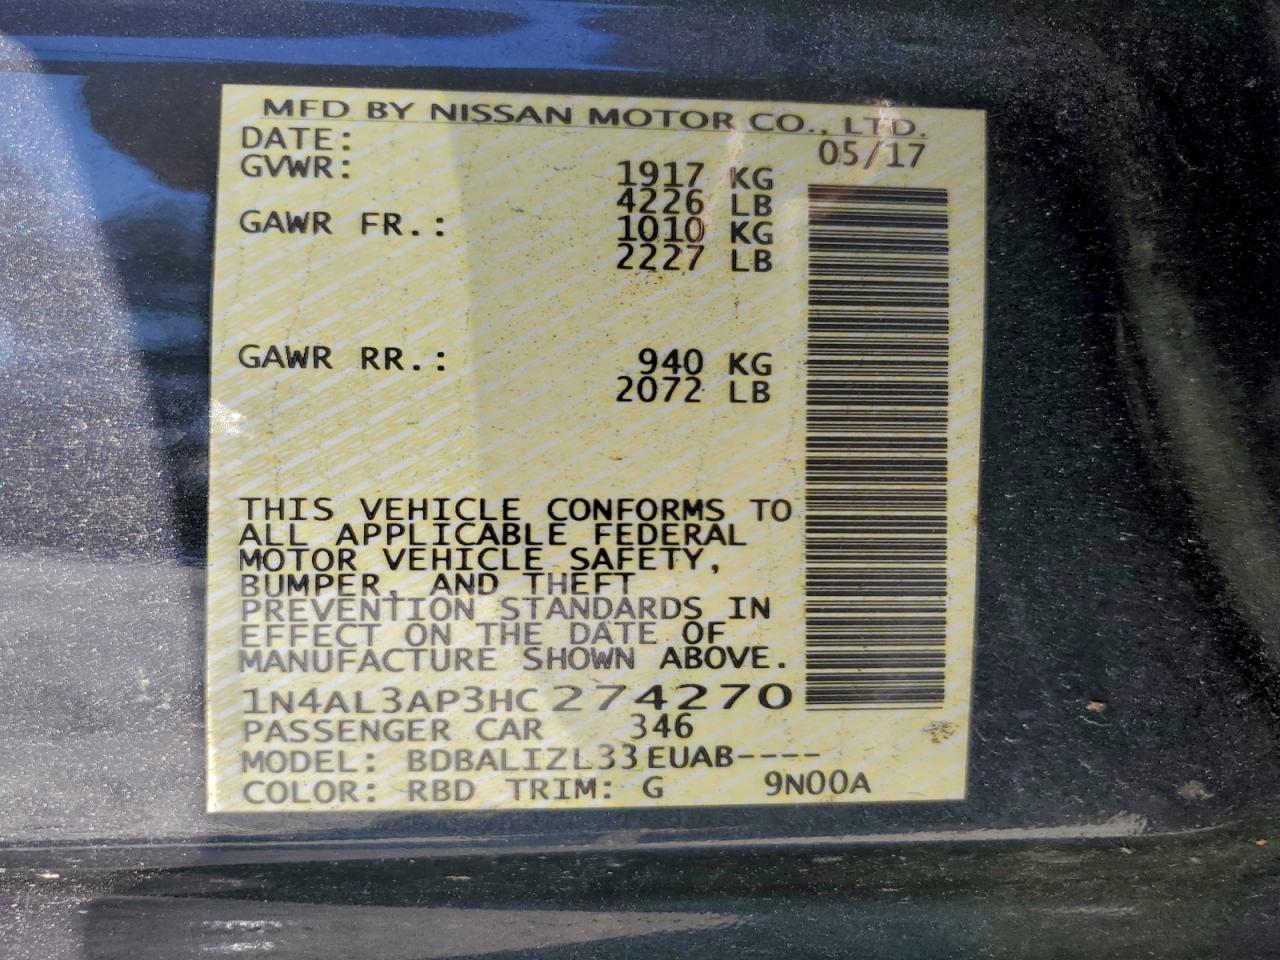 MFD BY NISSAN MOTOR CO., LTD.
DATE: 05/17
GVWR: 1917 KG
4226 LB
GAWR FR.: 1010 KG
2227 LB
GAWR RR.: 940 KG
2072 LB
THIS VEHICLE CONFORMS TO
ALL APPLICABLE FEDERAL
MOTOR VEHICLE SAFETY,
BUMPER, AND THEFT
PREVENTION STANDARDS IN
EFFECT ON THE DATE OF
MANUFACTURE SHOWN ABOVE.
1N4AL3AP3HC274270
PASSENGER CAR 346
MODEL: BDBALIZL33EUAB----
COLOR: RBD TRIM: G 9N00A